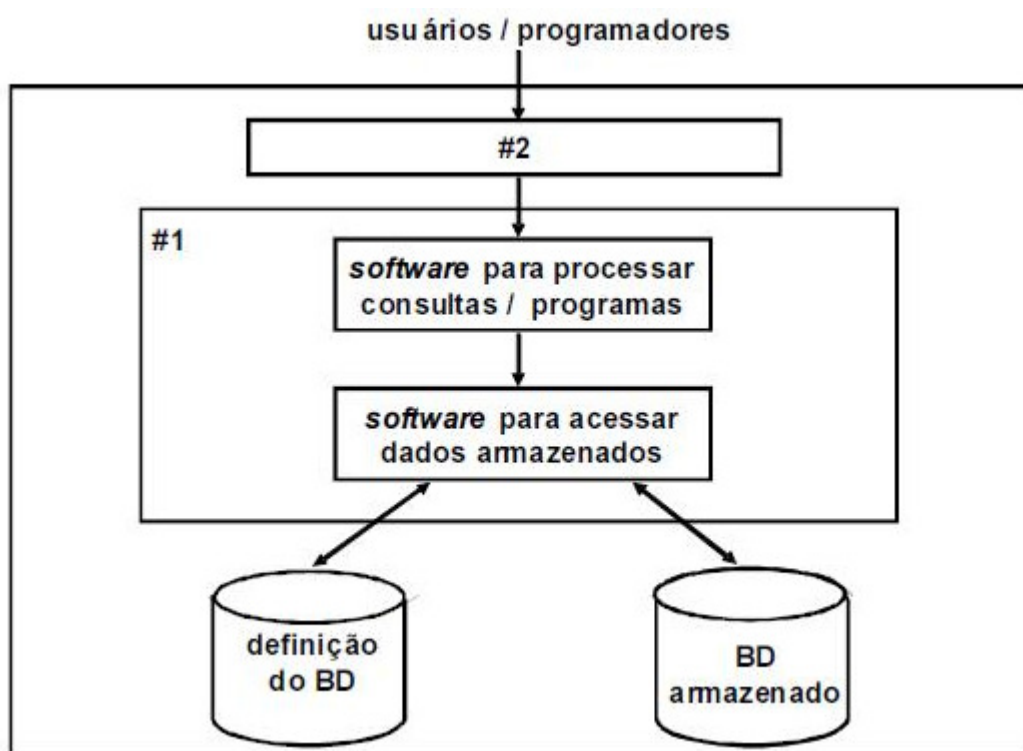 usuários / programadores
#2
#1
software para processar
consultas / programas
software para acessar
dados armazenados
definição
do BD
BD
armazenado